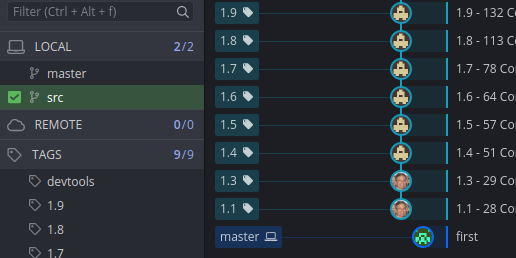 Filter (Ctrl + Alt + f)
LOCAL 2/2
master
src
REMOTE 0/0
TAGS 9/9
devtools
1.9
1.8
1.7
1.9 1.9 - 132 Co
1.8 1.8 - 113 Co
1.7 1.7 - 78 Co
1.6 1.6 - 64 Co
1.5 1.5 - 57 Co
1.4 1.4 - 51 Co
1.3 1.3 - 29 Co
1.1 1.1 - 28 Co
master first